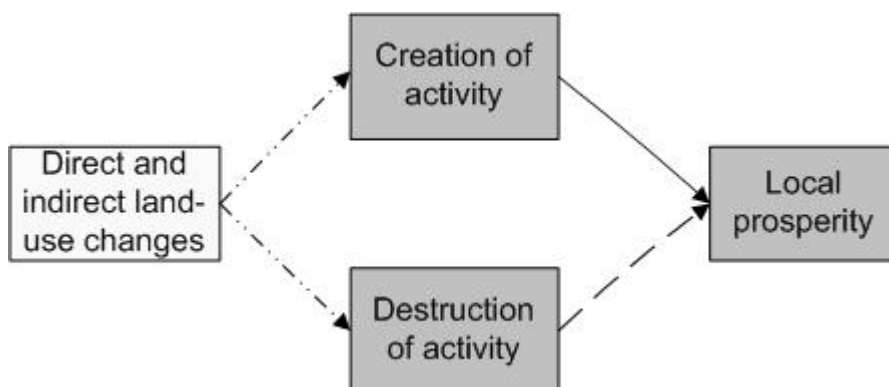 Creation of
activity
Direct and
indirect land-
use changes
Local
prosperity
Destruction
of activity